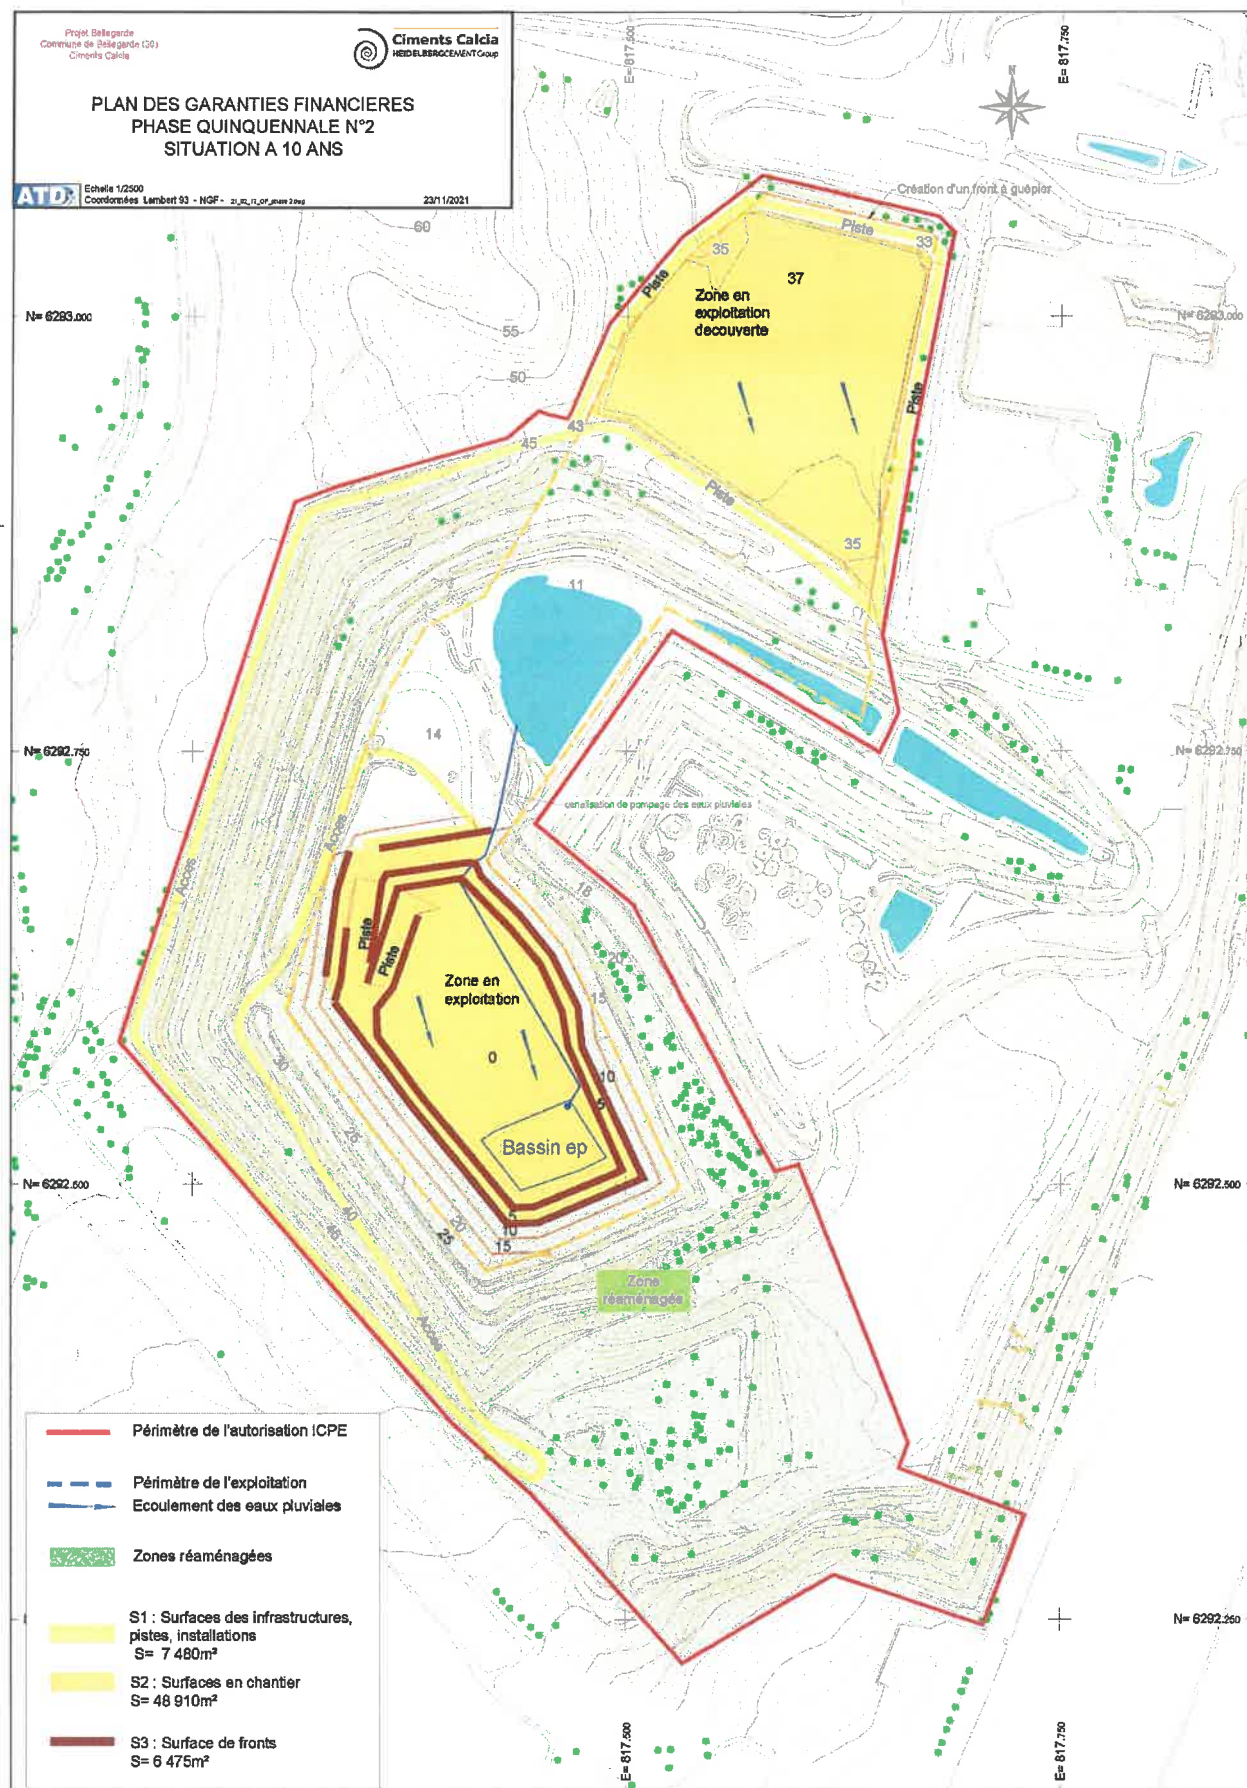 Projet Bellegarde
Commune de Bellegarde (30)
Ciments Calcia
Ciments Calcia
HEIDELBERGCEMENT Group
PLAN DES GARANTIES FINANCIERES
PHASE QUINQUENNALE N°2
SITUATION A 10 ANS
ATDx
Echelle 1/2500
Coordonnées Lambert 93 - NGF -
23/11/2021
E= 817.500
E= 817.750
N
Création d'un front à guêpier
Piste
33
35
37
60
Piste
Zone en
exploitation
decouverte
N= 6293.000
N= 6293.000
55
50
Piste
43
45
Piste
35
11
14
N= 6292.750
N= 6292.750
canalisation de pompage des eaux pluviales
Acces
Acces
18
Piste
Piste
20
Zone en
exploitation
15
0
30
10
5
25
Bassin ep
N= 6292.500
N= 6292.500
40
45
20
25
5
10
15
Zone
réaménagée
Acces
Périmètre de l'autorisation ICPE
Périmètre de l'exploitation
Ecoulement des eaux pluviales
Zones réaménagées
S1 : Surfaces des infrastructures,
pistes, installations
S= 7 480m²
N= 6292.250
S2 : Surfaces en chantier
S= 48 910m²
S3 : Surface de fronts
S= 6 475m²
E= 817.500
E= 817.750